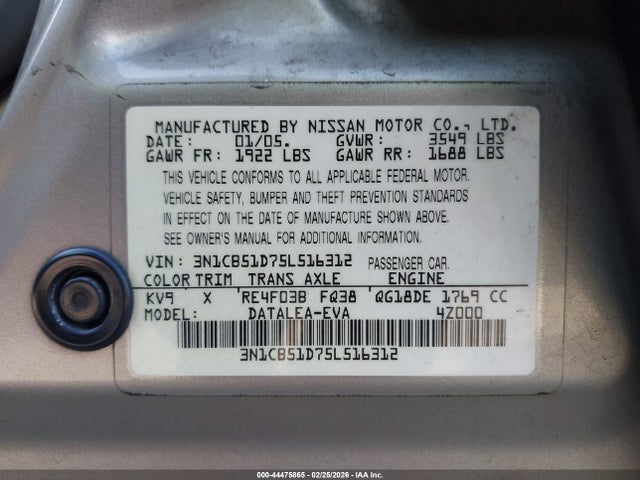 MANUFACTURED BY NISSAN MOTOR CO., LTD.
DATE: 01/05. GVWR: 3549 LBS
GAWR FR: 1922 LBS GAWR RR: 1688 LBS
THIS VEHICLE CONFORMS TO ALL APPLICABLE FEDERAL MOTOR
VEHICLE SAFETY, BUMPER AND THEFT PREVENTION STANDARDS
IN EFFECT ON THE DATE OF MANUFACTURE SHOWN ABOVE.
SEE OWNER'S MANUAL FOR ADDITIONAL INFORMATION.
VIN: 3N1CB51D75L516312 PASSENGER CAR.
COLOR TRIM TRANS AXLE ENGINE
KV9 X RE4F03B FQ38 QG18DE 1769 CC
MODEL: DATALEA-EVA 4Z000
3N1CB51D75L516312
000-44475865 | 02/25/2026 - IAA Inc.